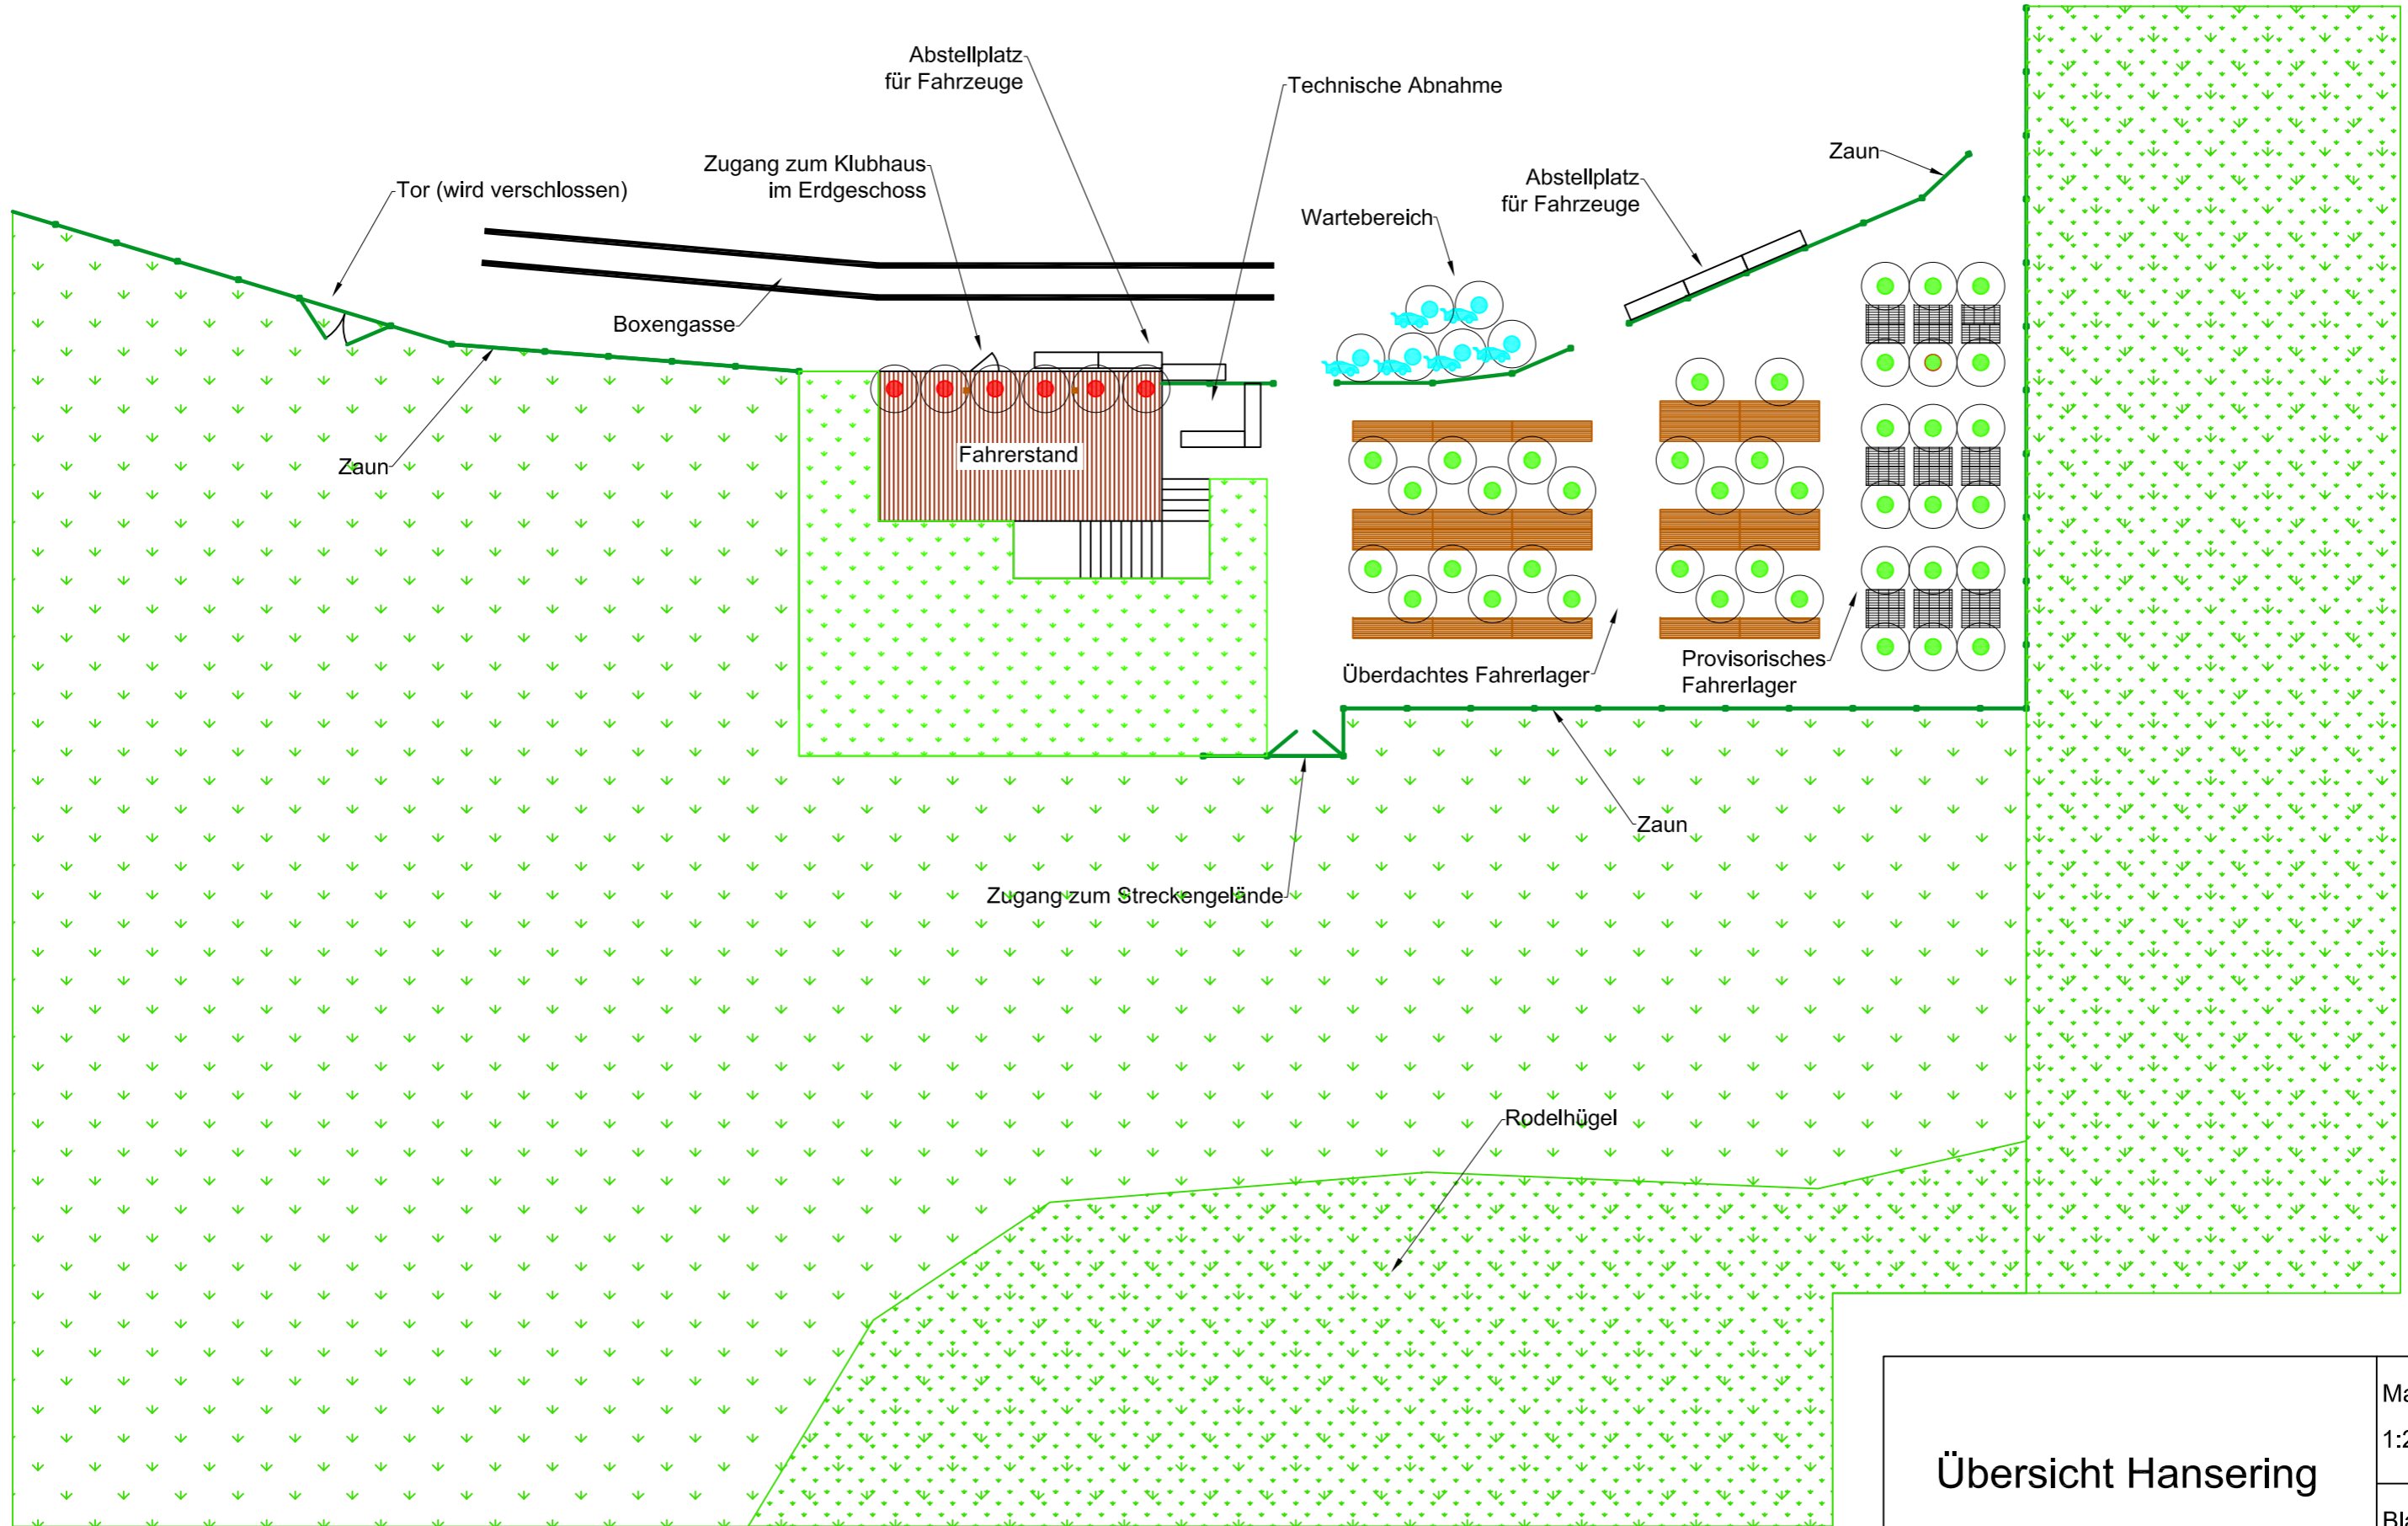 Abstellplatz
für Fahrzeuge
Technische Abnahme
Zaun
Zugang zum Klubhaus
im Erdgeschoss
Tor (wird verschlossen)
Abstellplatz
für Fahrzeuge
Wartebereich
Boxengasse
Fahrerstand
Zaun
Überdachtes Fahrerlager
Provisorisches
Fahrerlager
Zaun
Zugang zum Streckengelände
Rodelhügel
Übersicht Hansering